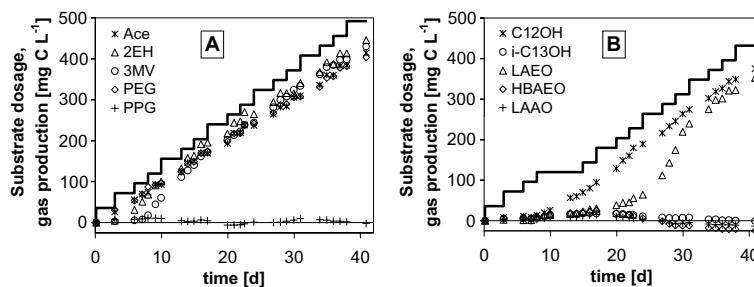 Substrate dosage,
gas production [mg C L⁻¹]
500
400
300
200
100
0
Ace
2EH
3MV
PEG
PPG
A
0
10
20
30
40
time [d]
Substrate dosage,
gas production [mg C L⁻¹]
500
400
300
200
100
0
C12OH
i-C13OH
LAEO
HBAEO
LAAO
B
0
10
20
30
40
time [d]